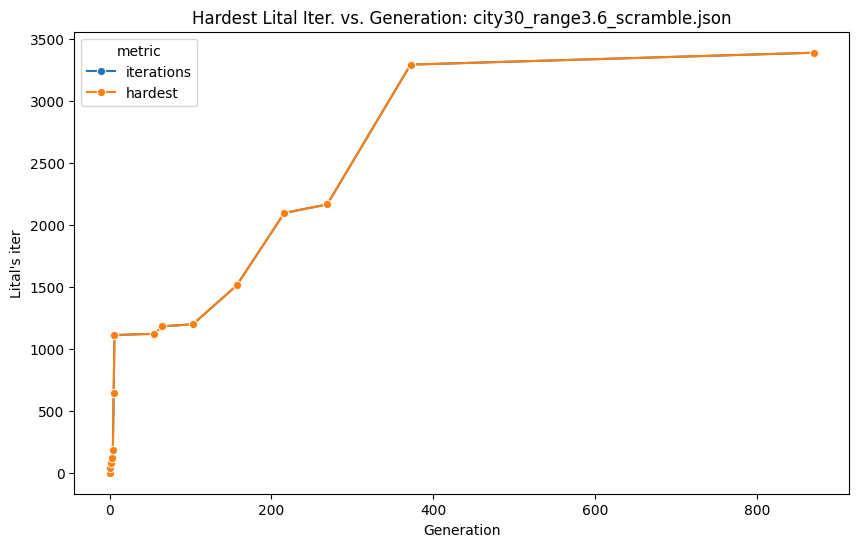 Hardest Lital Iter. vs. Generation: city30_range3.6_scramble.json
metric
iterations
hardest
3500
3000
2500
2000
1500
1000
500
0
Lital's iter
0 200 400 600 800
Generation